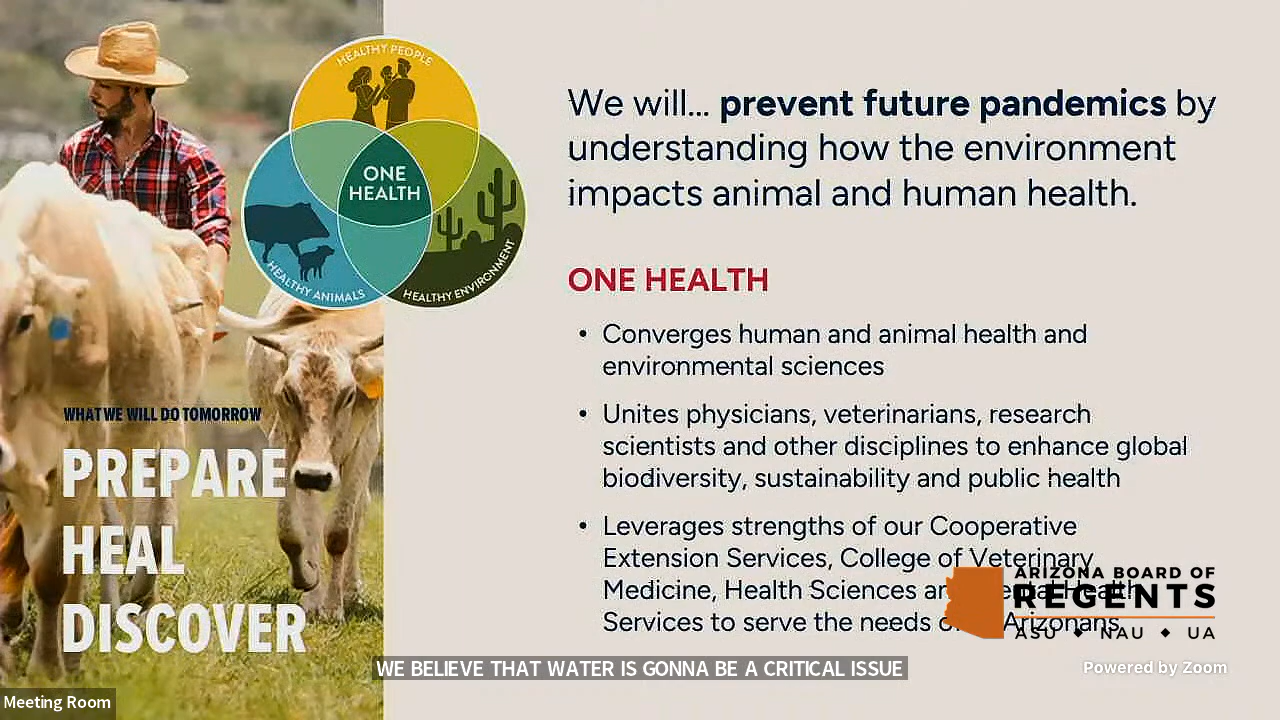 HEALTHY PEOPLE
ONE
HEALTH
HEALTHY ANIMALS
HEALTHY ENVIRONMENT
WHAT WE WILL DO TOMORROW
PREPARE
HEAL
DISCOVER
We will... prevent future pandemics by
understanding how the environment
impacts animal and human health.
ONE HEALTH
• Converges human and animal health and
environmental sciences
• Unites physicians, veterinarians, research
scientists and other disciplines to enhance global
biodiversity, sustainability and public health
• Leverages strengths of our Cooperative
Extension Services, College of Veterinary
Medicine, Health Sciences Health
Services to serve the needs Arizonans
ARIZONA BOARD OF
REGENTS
ASU ◆ NAU ◆ UA
WE BELIEVE THAT WATER IS GONNA BE A CRITICAL ISSUE
Powered by Zoom
Meeting Room